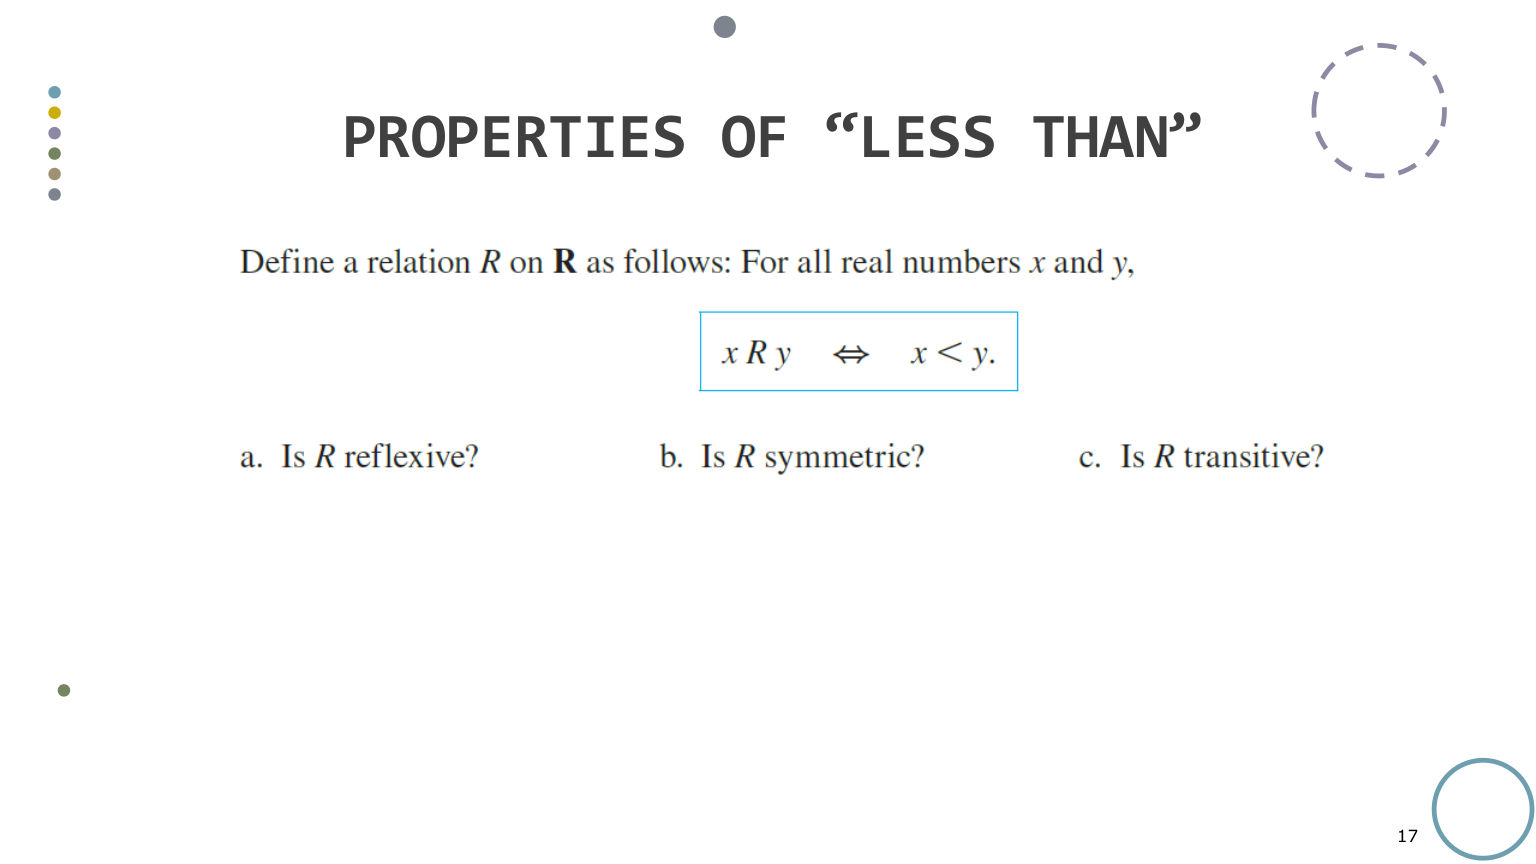 PROPERTIES OF “LESS THAN”
Define a relation R on R as follows: For all real numbers x and y,
x R y ⇔ x < y.
a. Is R reflexive? b. Is R symmetric? c. Is R transitive?
17